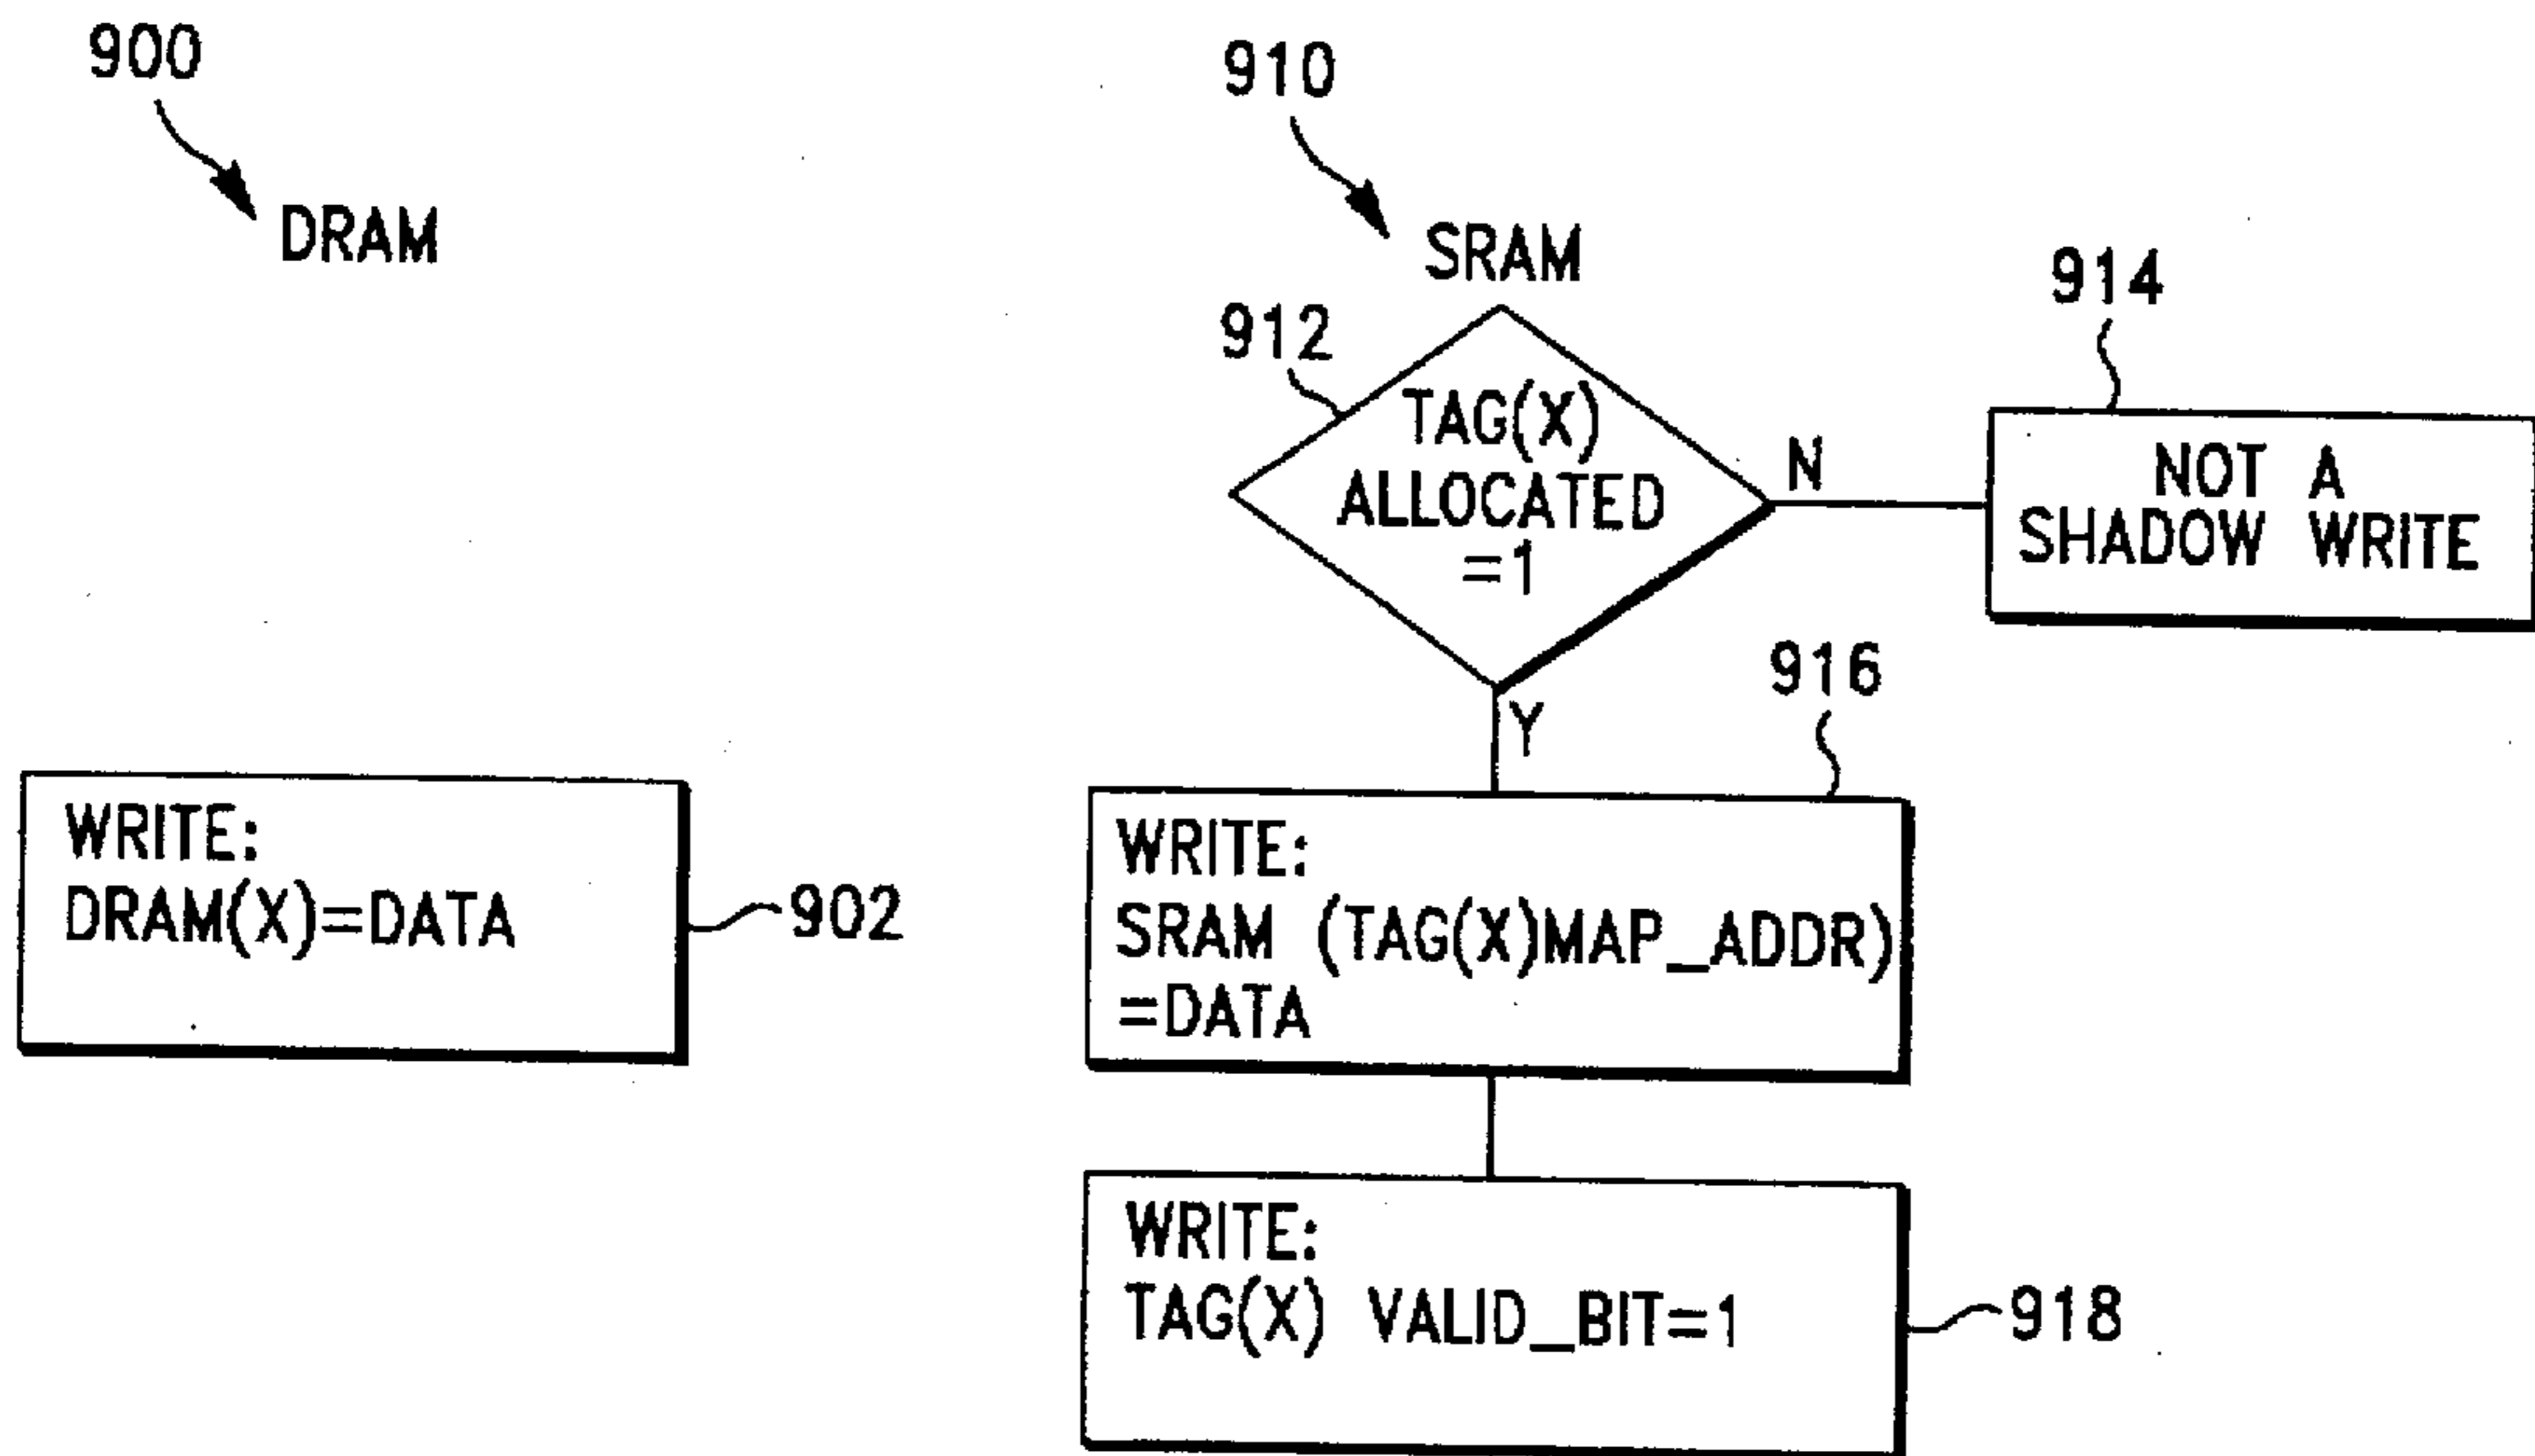 900
DRAM
WRITE:
DRAM(X)=DATA
902
910
SRAM
912
TAG(X)
ALLOCATED
=1
N
914
NOT A
SHADOW WRITE
Y
916
WRITE:
SRAM (TAG(X)MAP_ADDR)
=DATA
WRITE:
TAG(X) VALID_BIT=1
918